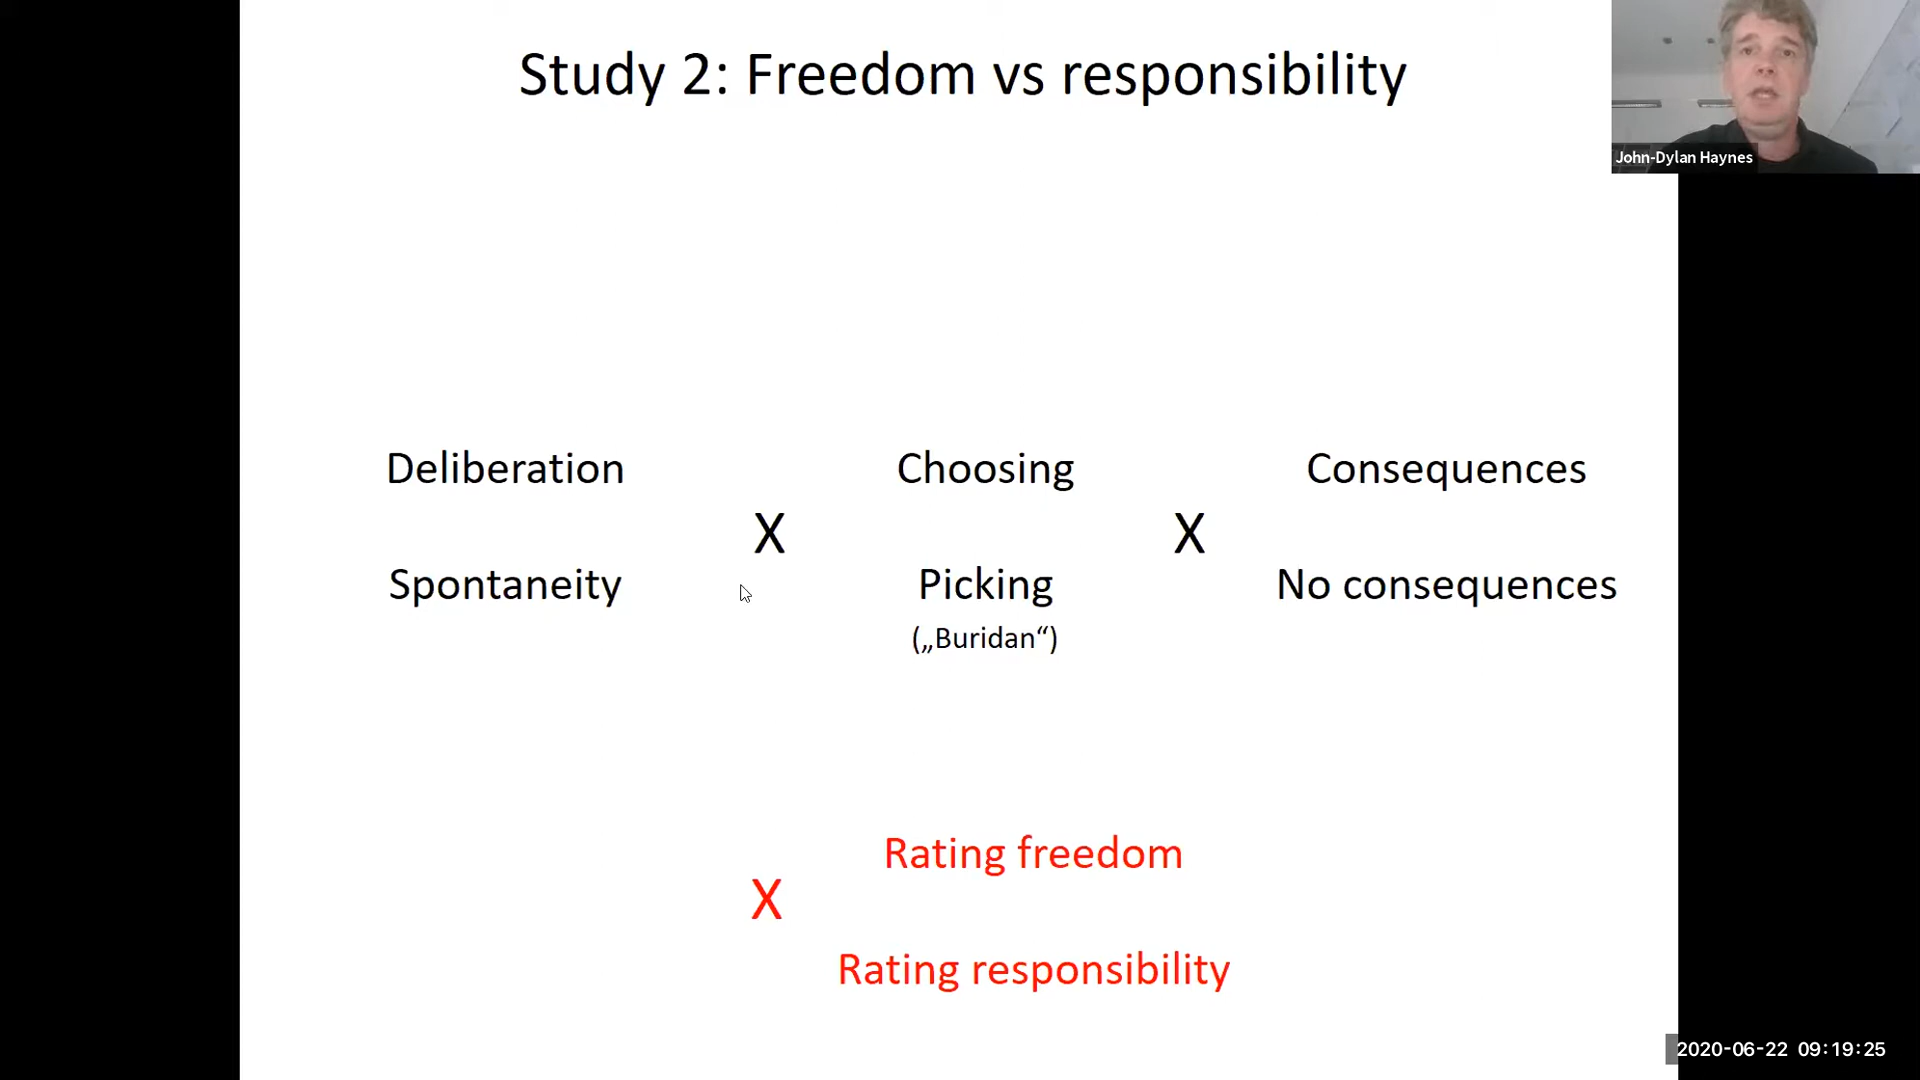 Study 2: Freedom vs responsibility
John-Dylan Haynes
Deliberation Choosing Consequences
X X
Spontaneity Picking No consequences
(„Buridan“)
Rating freedom
X
Rating responsibility
2020-06-22 09:19:25